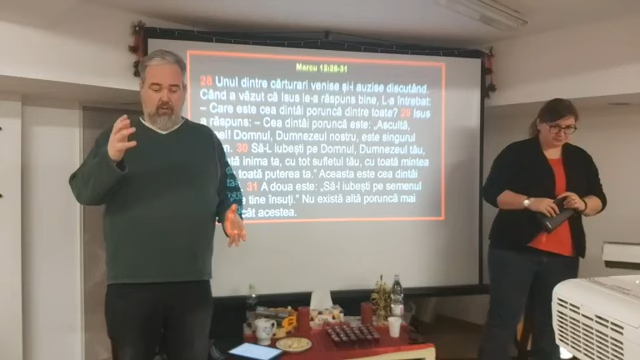 Marcu 12:28-31
28 Unul dintre cărturari venise și-i auzise discutând.
Când a văzut că Isus le-a răspuns bine, L-a întrebat:
– Care este cea dintâi poruncă dintre toate? 29 Isus
a răspuns: – Cea dintâi poruncă este: „Ascultă,
Domnul, Dumnezeul nostru, este singurul
30 Să-L iubești pe Domnul, Dumnezeul tău,
inima ta, cu tot sufletul tău, cu toată mintea
toată puterea ta.” Aceasta este cea dintâi
31 A doua este: „Să-l iubești pe semenul
tine însuți.” Nu există altă poruncă mai
cât acestea.